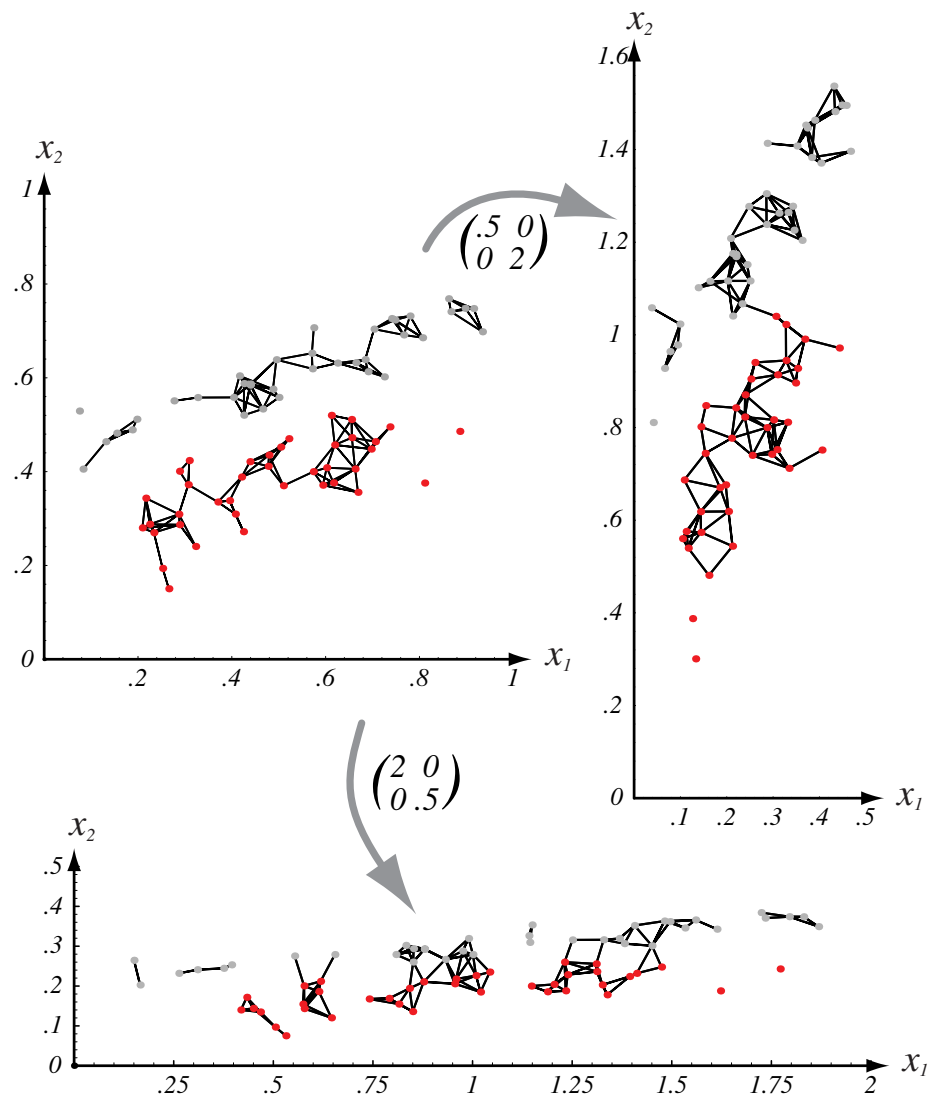 x₂
1
.8
.6
.4
.2
0
.2 .4 .6 .8 1
x₁
(.5 0
0 2)
x₂
1.6
1.4
1.2
1
.8
.6
.4
.2
0
.1 .2 .3 .4 .5
x₁
(2 0
0 .5)
x₂
.5
.4
.3
.2
.1
0
.25 .5 .75 1 1.25 1.5 1.75 2
x₁